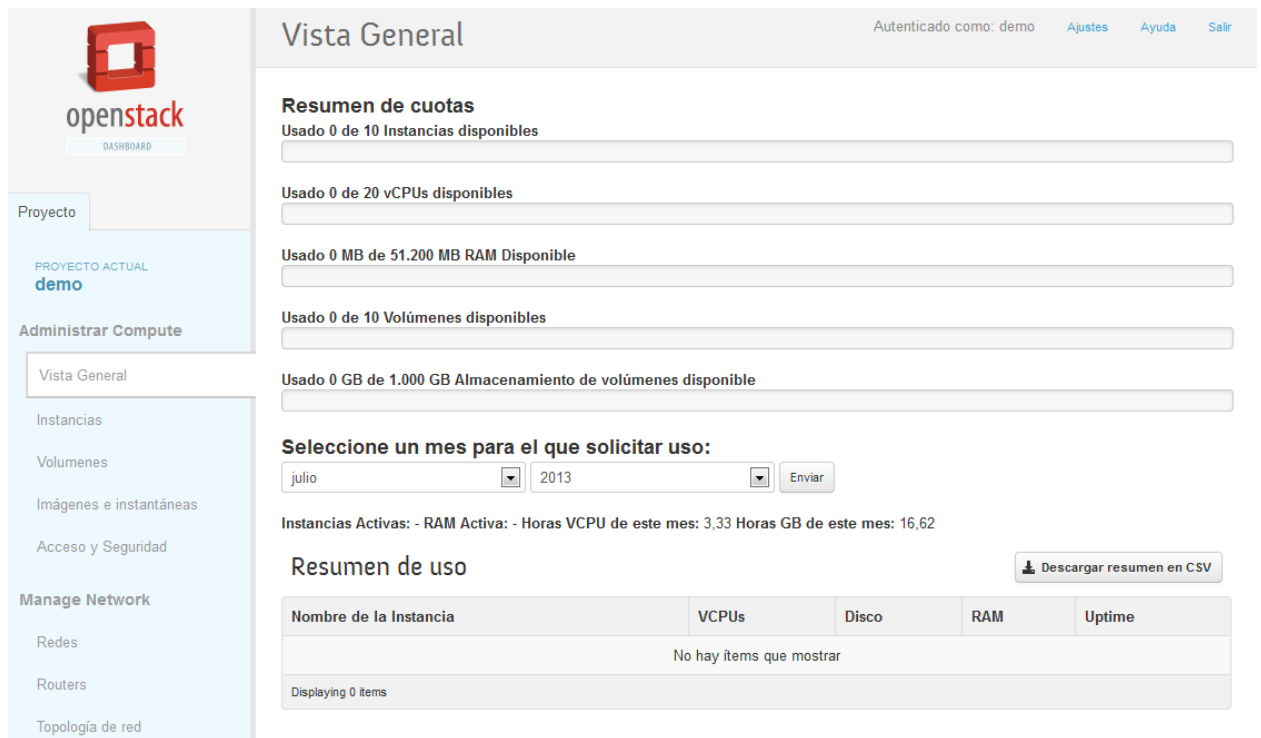 openstack
DASHBOARD
Proyecto
PROYECTO ACTUAL
demo
Administrar Compute
Vista General
Instancias
Volumenes
Imágenes e instantáneas
Acceso y Seguridad
Manage Network
Redes
Routers
Topología de red
Vista General
Autenticado como: demo Ajustes Ayuda Salir
Resumen de cuotas
Usado 0 de 10 Instancias disponibles
Usado 0 de 20 vCPUs disponibles
Usado 0 MB de 51.200 MB RAM Disponible
Usado 0 de 10 Volúmenes disponibles
Usado 0 GB de 1.000 GB Almacenamiento de volúmenes disponible
Seleccione un mes para el que solicitar uso:
julio 2013 Enviar
Instancias Activas: - RAM Activa: - Horas VCPU de este mes: 3,33 Horas GB de este mes: 16,62
Resumen de uso
Descargar resumen en CSV
Nombre de la Instancia VCPUs Disco RAM Uptime
No hay ítems que mostrar
Displaying 0 items